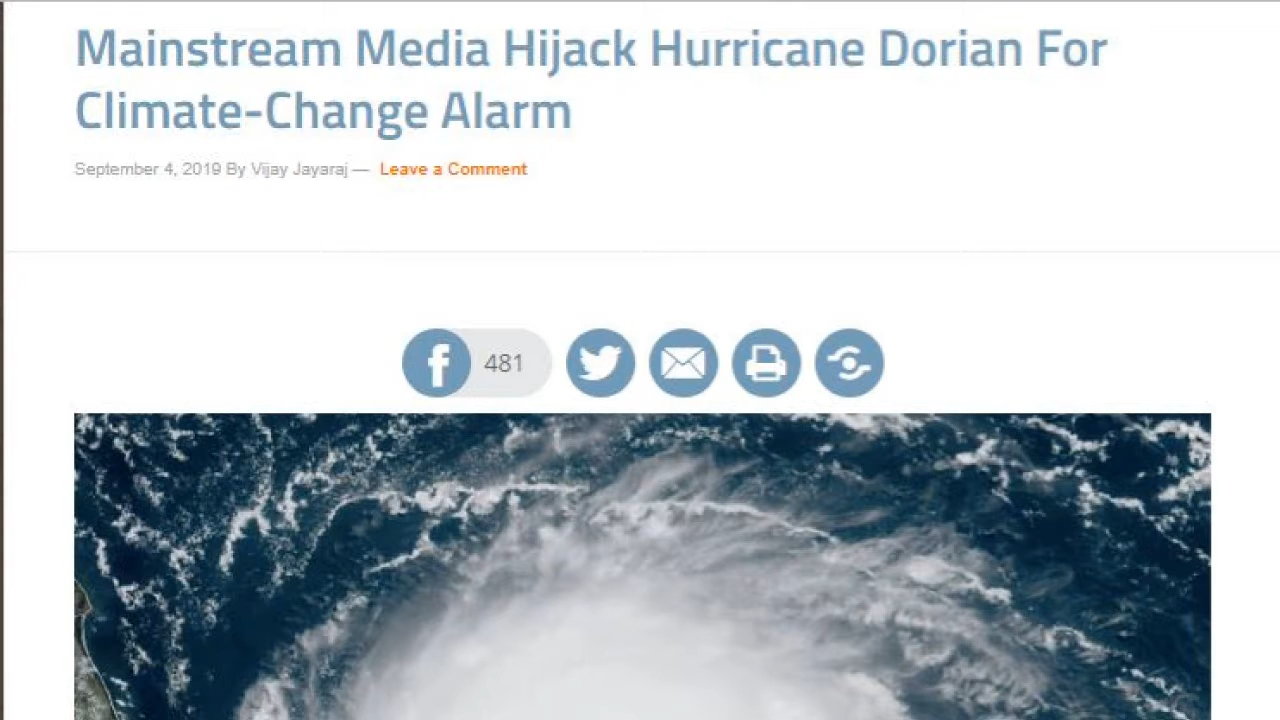 Mainstream Media Hijack Hurricane Dorian For
Climate-Change Alarm
September 4, 2019 By Vijay Jayaraj — Leave a Comment
481